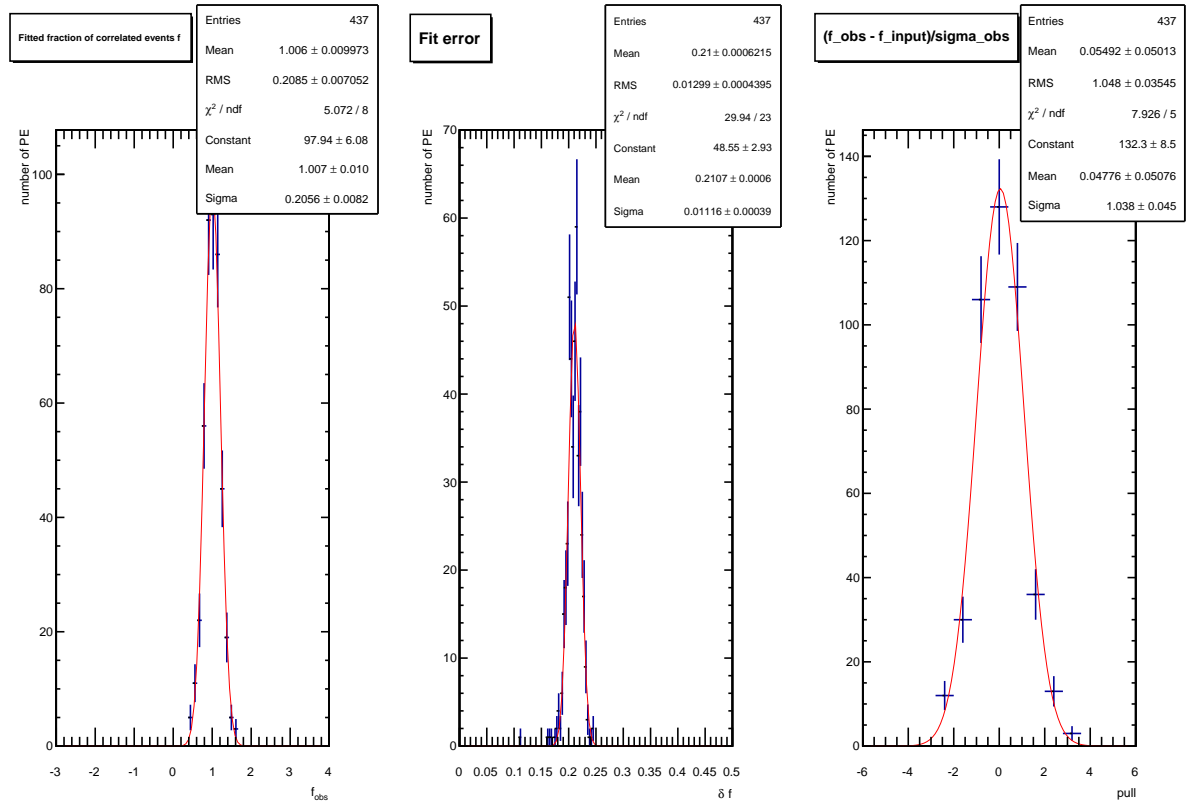 Fitted fraction of correlated events f
Entries 437
Mean 1.006 ± 0.009973
RMS 0.2085 ± 0.007052
χ² / ndf 5.072 / 8
Constant 97.94 ± 6.08
Mean 1.007 ± 0.010
Sigma 0.2056 ± 0.0082
number of PE
100
80
60
40
20
0
-3 -2 -1 0 1 2 3 4
f_obs
Fit error
Entries 437
Mean 0.21 ± 0.0006215
RMS 0.01299 ± 0.0004395
χ² / ndf 29.94 / 23
Constant 48.55 ± 2.93
Mean 0.2107 ± 0.0006
Sigma 0.01116 ± 0.00039
number of PE
70
60
50
40
30
20
10
0
0 0.05 0.1 0.15 0.2 0.25 0.3 0.35 0.4 0.45 0.5
δ f
(f_obs - f_input)/sigma_obs
Entries 437
Mean 0.05492 ± 0.05013
RMS 1.048 ± 0.03545
χ² / ndf 7.926 / 5
Constant 132.3 ± 8.5
Mean 0.04776 ± 0.05076
Sigma 1.038 ± 0.045
number of PE
140
120
100
80
60
40
20
0
-6 -4 -2 0 2 4 6
pull